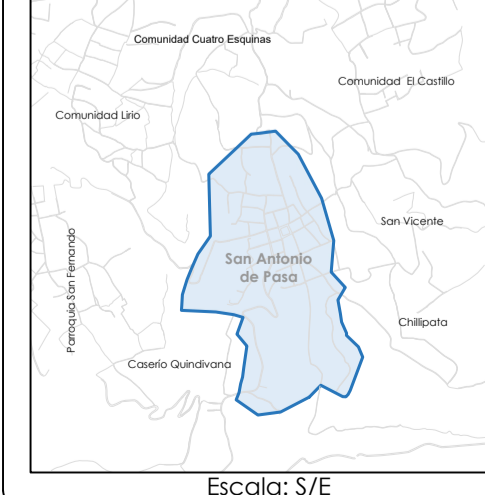 Comunidad Cuatro Esquinas
Comunidad El Castillo
Comunidad Lirio
San Vicente
Parroquia San Fernando
San Antonio
de Pasa
Chillipata
Caserío Quindivana
Escala: S/E